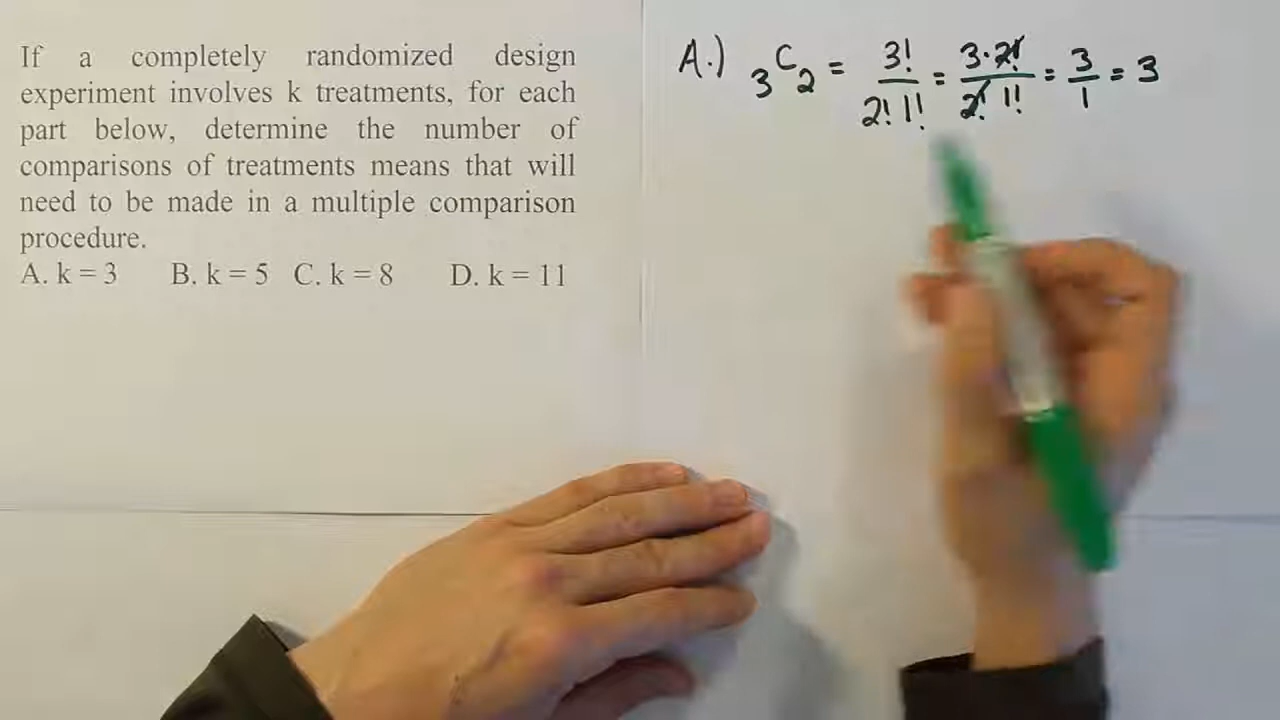 If a completely randomized design
experiment involves k treatments, for each
part below, determine the number of
comparisons of treatments means that will
need to be made in a multiple comparison
procedure.
A. k = 3 B. k = 5 C. k = 8 D. k = 11
A.) 3C2 = 3!/2! 1! = 3·2!/2! 1! = 3/1 = 3